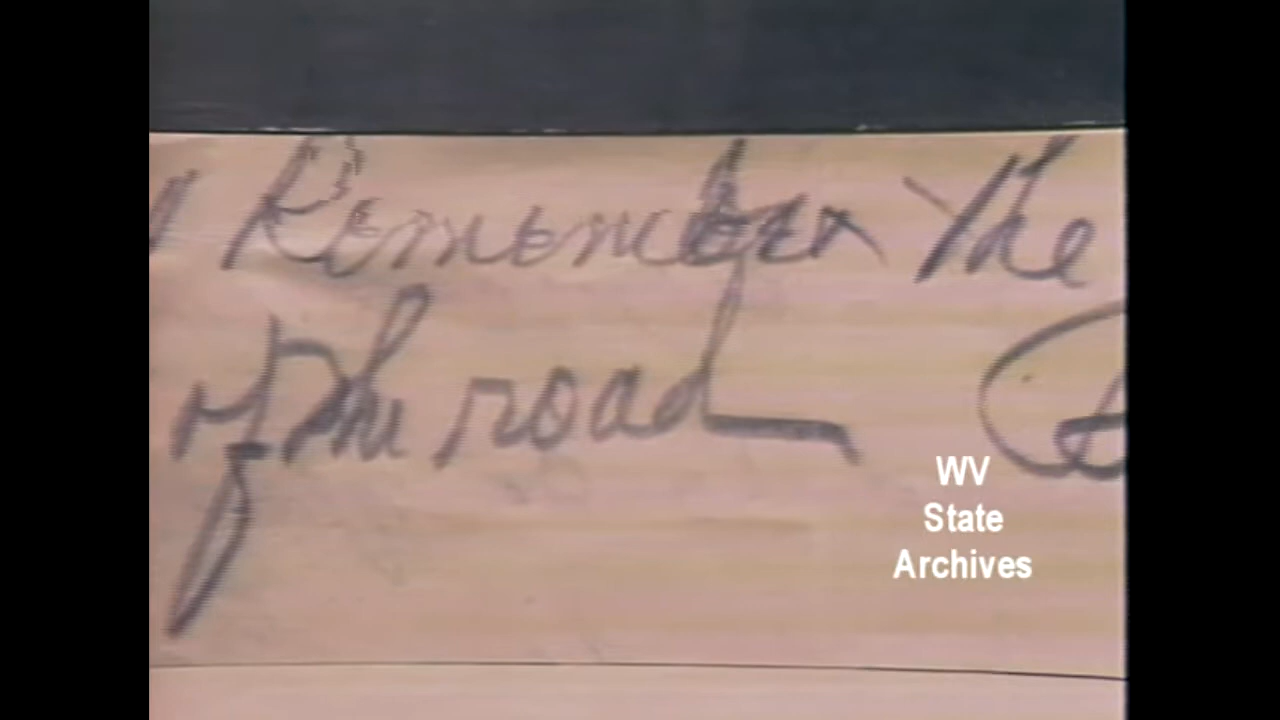 Remember the
of the road
WV
State
Archives